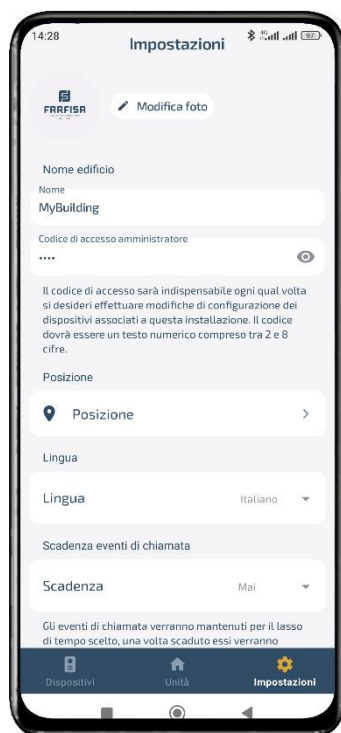 14:28
Impostazioni
4G
97
FARFISA
Modifica foto
Nome edificio
Nome
MyBuilding
Codice di accesso amministratore
····
Il codice di accesso sarà indispensabile ogni qual volta
si desideri effettuare modifiche di configurazione dei
dispositivi associati a questa installazione. Il codice
dovrà essere un testo numerico compreso tra 2 e 8
cifre.
Posizione
Posizione
Lingua
Lingua
Italiano
Scadenza eventi di chiamata
Scadenza
Mai
Gli eventi di chiamata verranno mantenuti per il lasso
di tempo scelto, una volta scaduto essi verranno
Dispositivi
Unità
Impostazioni